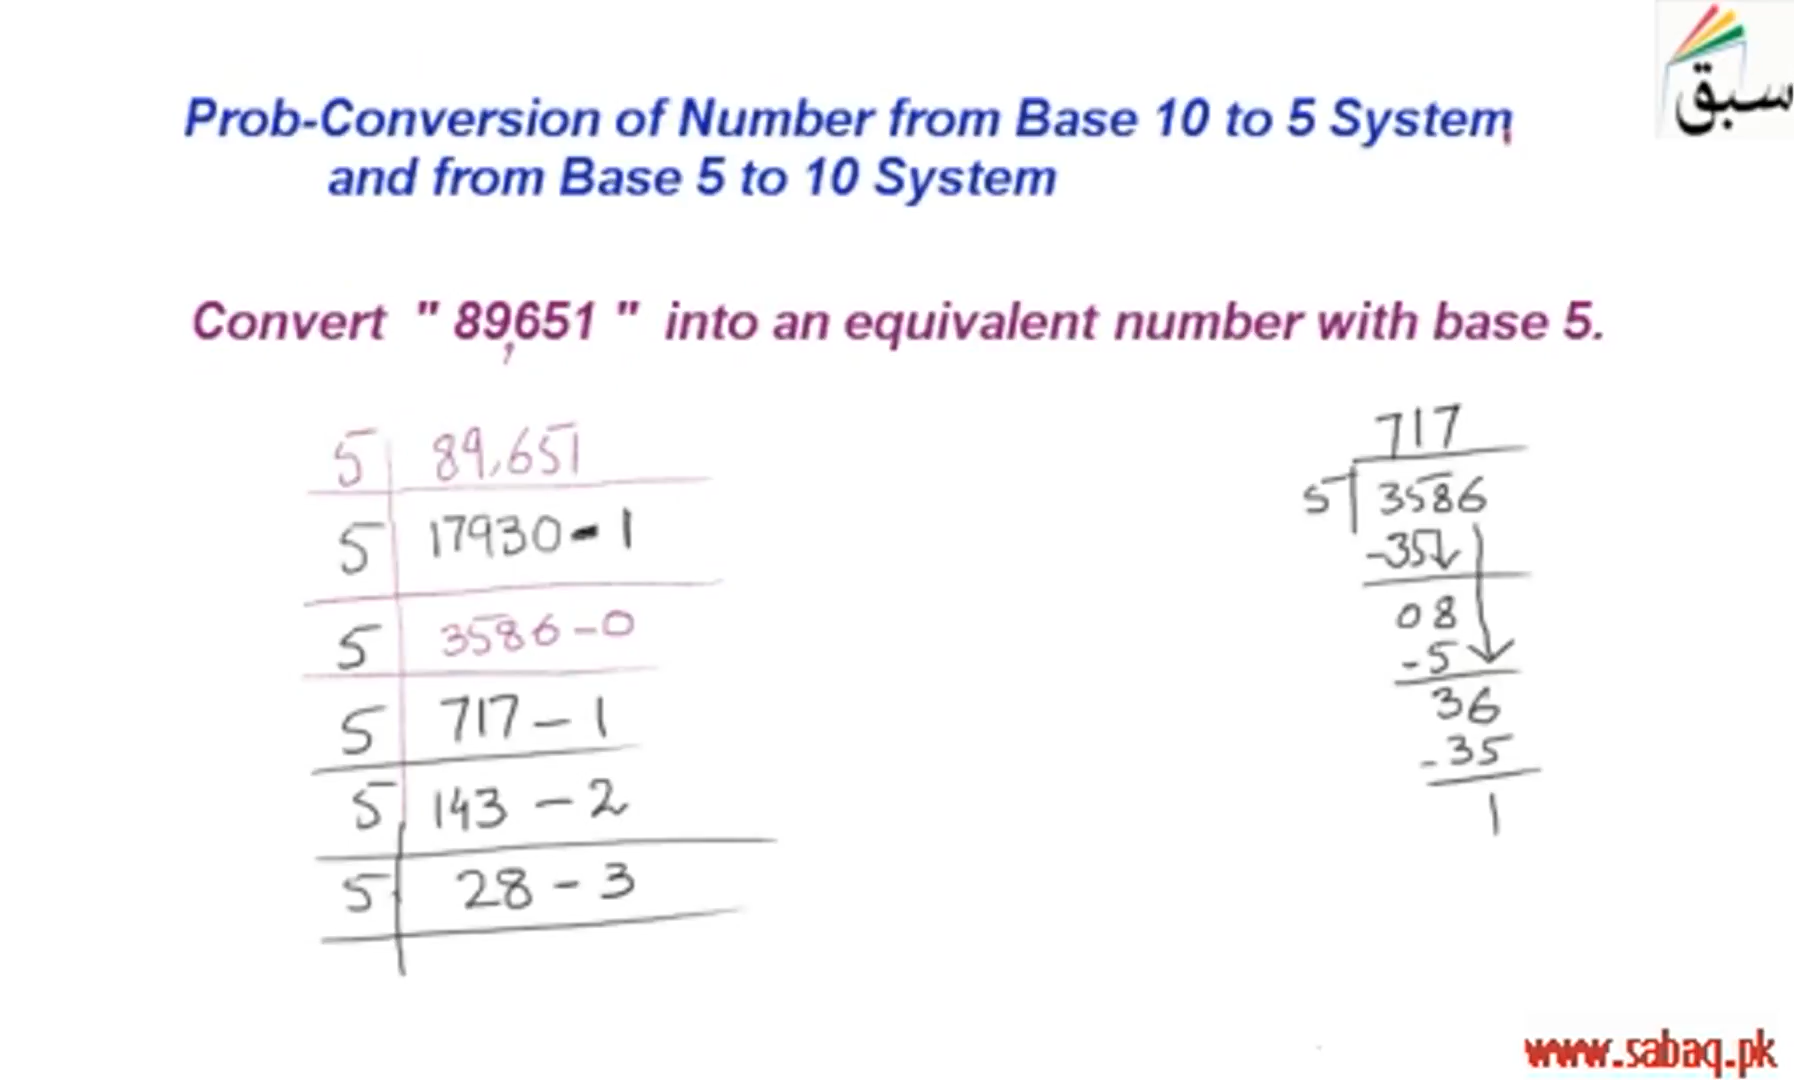 سبق
Prob-Conversion of Number from Base 10 to 5 System,
and from Base 5 to 10 System
Convert " 89,651 " into an equivalent number with base 5.
5 89,651
5 17930 - 1
5 3586 - 0
5 717 - 1
5 143 - 2
5 28 - 3
717
5 3586
-35
08
-5
36
-35
1
www.sabaq.pk